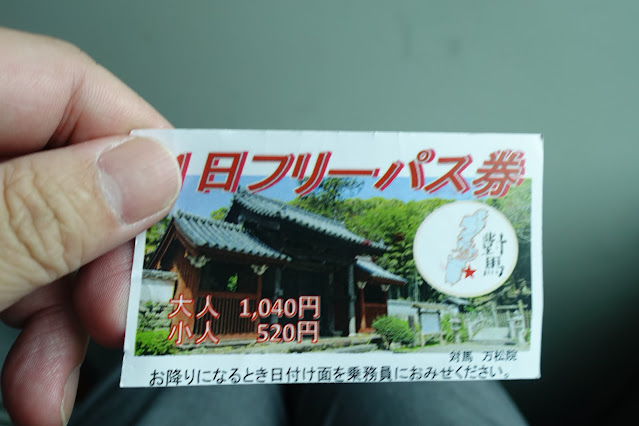 1日フリーパス券
対馬
大人 1,040円
小人 520円
対馬 万松院
お降りになるとき日付け面を乗務員におみせください。